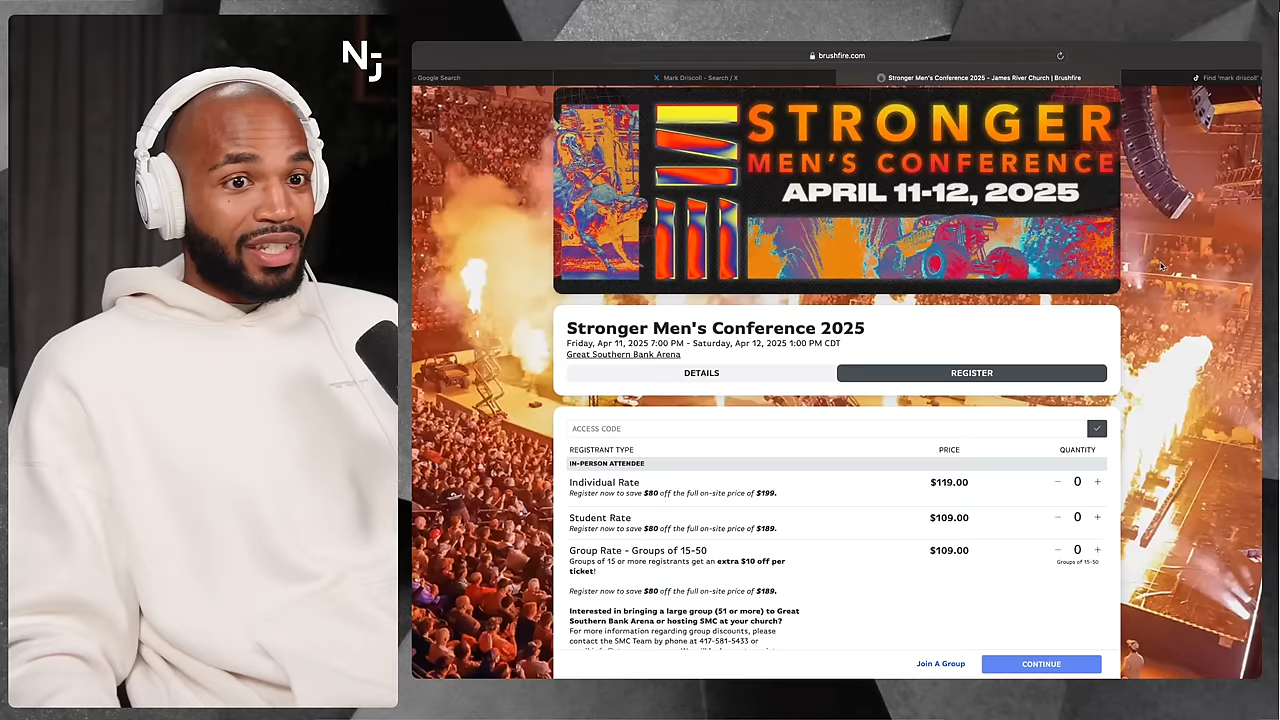 NJ
brushfire.com
- Google Search
Mark Driscoll - Search / X
Stronger Men's Conference 2025 - James River Church | Brushfire
Find 'mark driscoll'
STRONGER
MEN'S CONFERENCE
APRIL 11-12, 2025
Stronger Men's Conference 2025
Friday, Apr 11, 2025 7:00 PM - Saturday, Apr 12, 2025 1:00 PM CDT
Great Southern Bank Arena
DETAILS
REGISTER
ACCESS CODE
REGISTRANT TYPE PRICE QUANTITY
IN-PERSON ATTENDEE
Individual Rate $119.00 − 0 +
Register now to save $80 off the full on-site price of $199.
Student Rate $109.00 − 0 +
Register now to save $80 off the full on-site price of $189.
Group Rate - Groups of 15-50 $109.00 − 0 +
Groups of 15 or more registrants get an extra $10 off per
ticket!
Groups of 15-50
Register now to save $80 off the full on-site price of $189.
Interested in bringing a large group (51 or more) to Great
Southern Bank Arena or hosting SMC at your church?
For more information regarding group discounts, please
contact the SMC Team by phone at 417-581-5433 or
Join A Group
CONTINUE